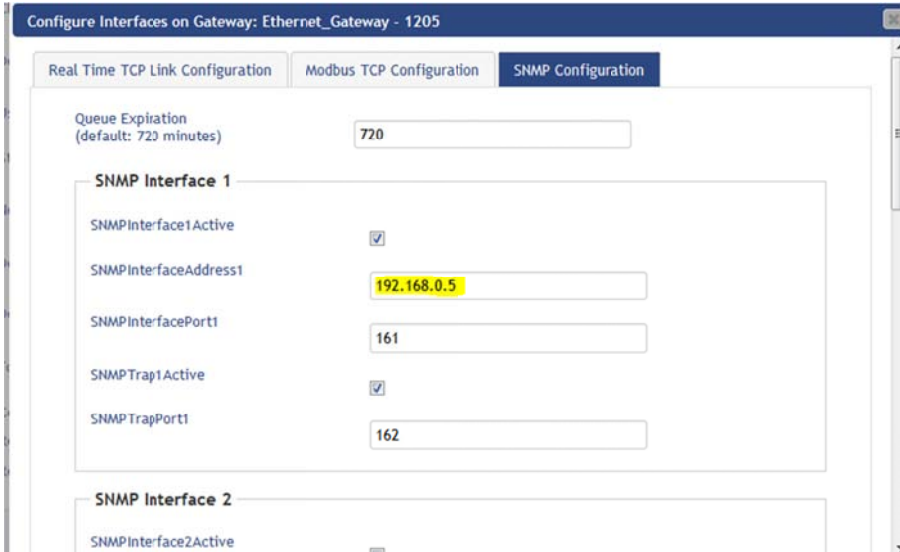 Configure Interfaces on Gateway: Ethernet_Gateway - 1205
Real Time TCP Link Configuration
Modbus TCP Configuration
SNMP Configuration
Queue Expiration
(default: 720 minutes)
720
SNMP Interface 1
SNMPInterface1Active
SNMPInterfaceAddress1
192.168.0.5
SNMPInterfacePort1
161
SNMPTrap1Active
SNMPTrapPort1
162
SNMP Interface 2
SNMPInterface2Active